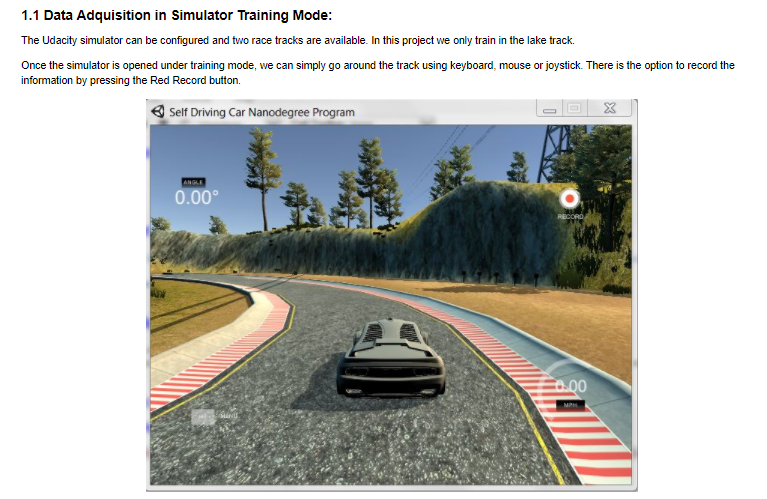 1.1 Data Adquisition in Simulator Training Mode:
The Udacity simulator can be configured and two race tracks are available. In this project we only train in the lake track.
Once the simulator is opened under training mode, we can simply go around the track using keyboard, mouse or joystick. There is the option to record the
information by pressing the Red Record button.
Self Driving Car Nanodegree Program
ANGLE
0.00°
RECORD
0.00
MPH